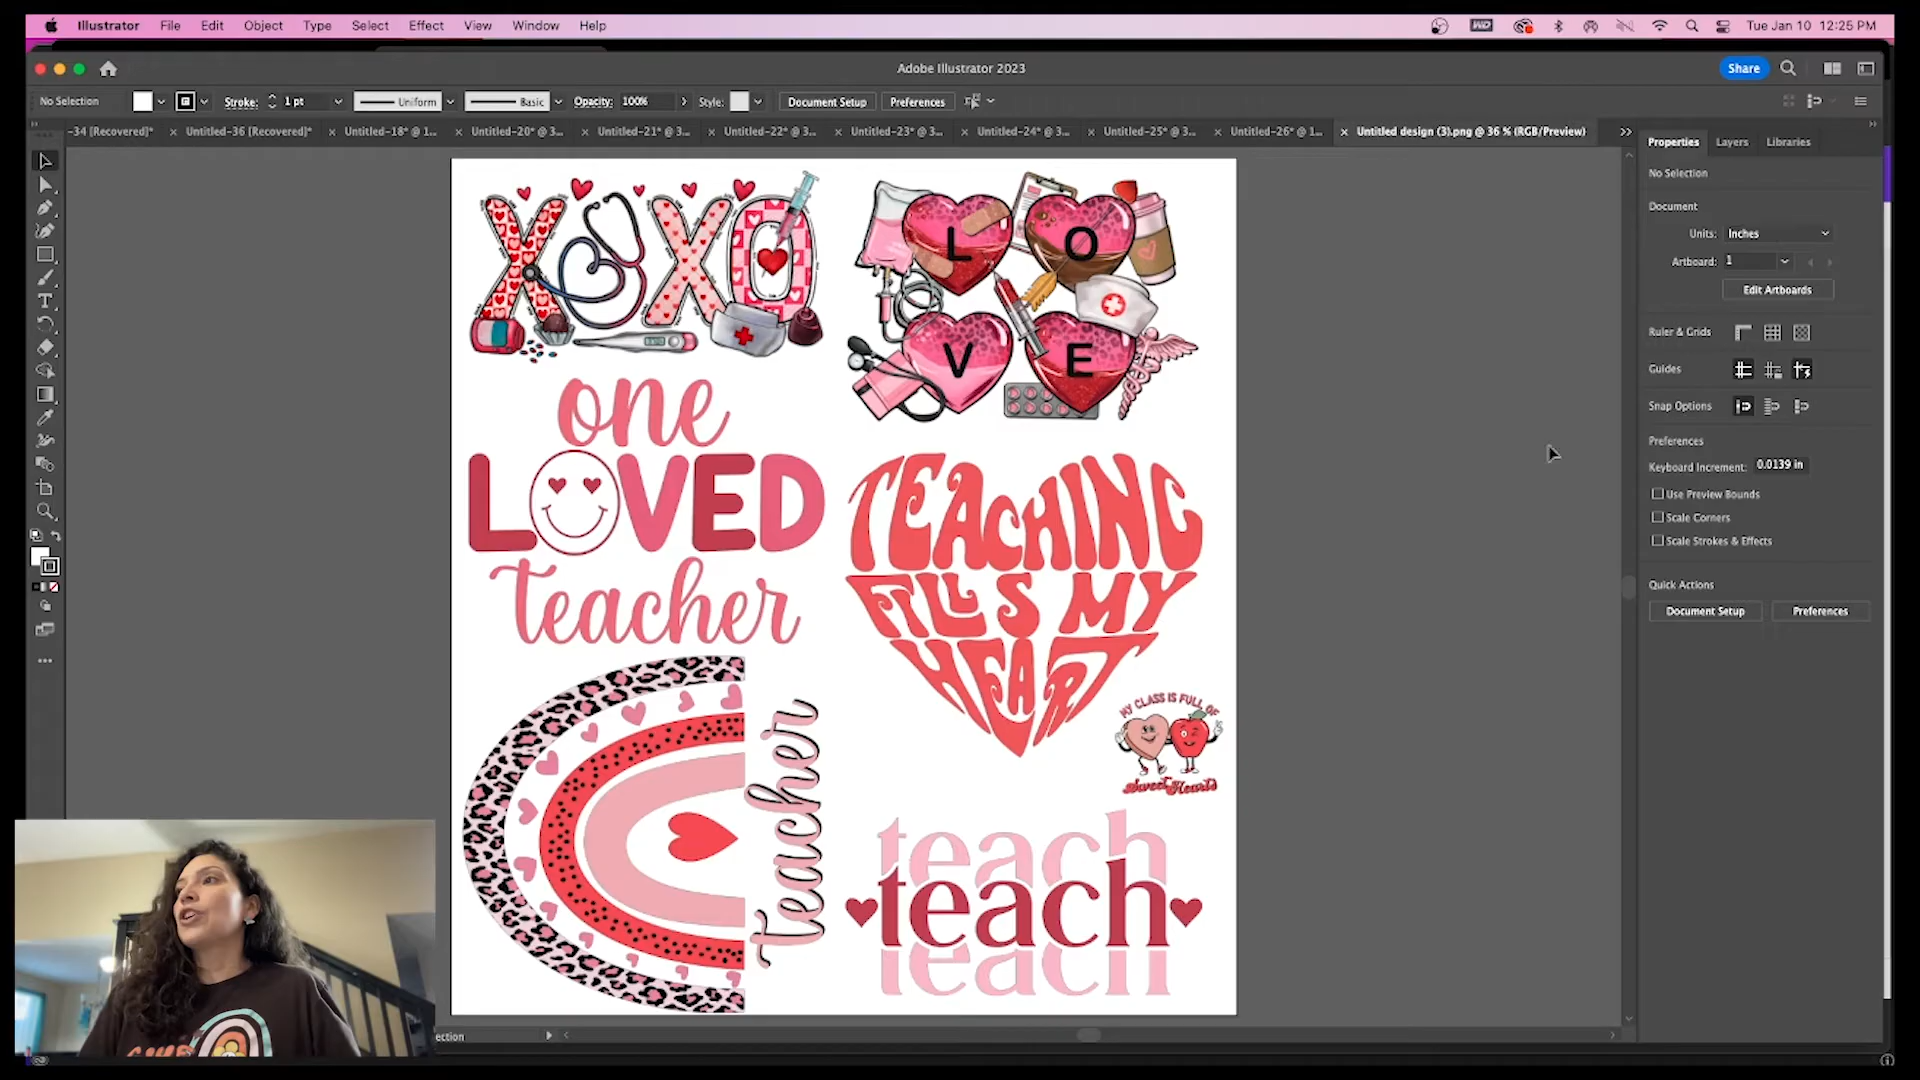 Illustrator File Edit Object Type Select Effect View Window Help
Tue Jan 10 12:25 PM
Adobe Illustrator 2023
Share
No Selection
Stroke: 1 pt Uniform Basic Opacity: 100% Style: Document Setup Preferences
-34 [Recovered]* Untitled-36 [Recovered]* Untitled-18* @ 1... Untitled-20* @ 3... Untitled-21* @ 3... Untitled-22* @ 3... Untitled-23* @ 3... Untitled-24* @ 3... Untitled-25* @ 3... Untitled-26* @ 1... Untitled design (3).png @ 36 % (RGB/Preview)
Properties Layers Libraries
No Selection
Document
Units: Inches
Artboard: 1
Edit Artboards
Ruler & Grids
Guides
Snap Options
Preferences
Keyboard Increment: 0.0139 in
Use Preview Bounds
Scale Corners
Scale Strokes & Effects
Quick Actions
Document Setup Preferences
XOXO
L O
V E
one
LOVED
teacher
TEACHING
FILLS MY
HEART
MY CLASS IS FULL OF
Sweet Hearts
teacher
teach
teach
teach
ection